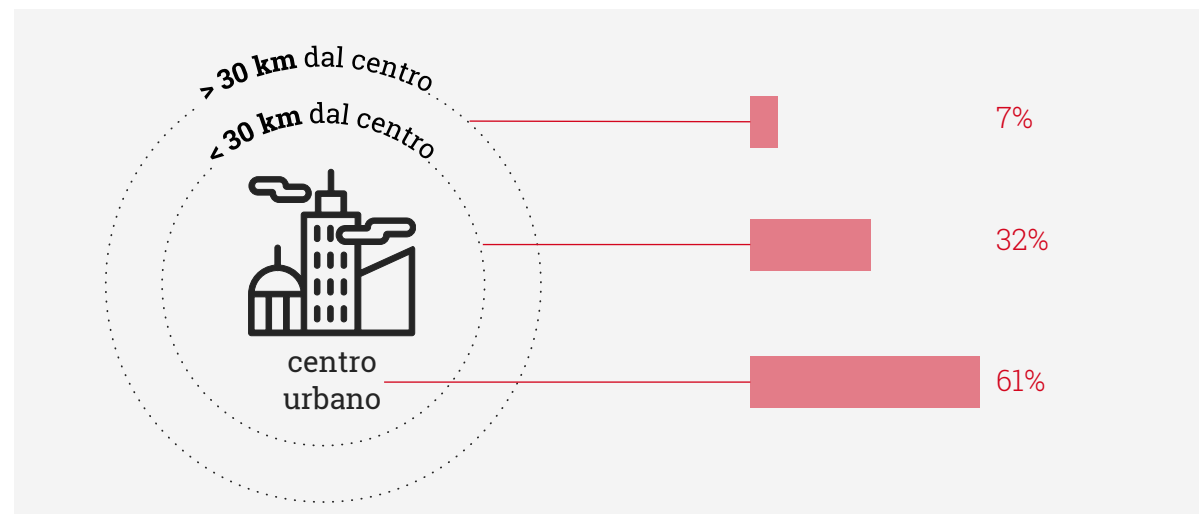 > 30 km dal centro
7%
< 30 km dal centro
32%
centro
urbano
61%